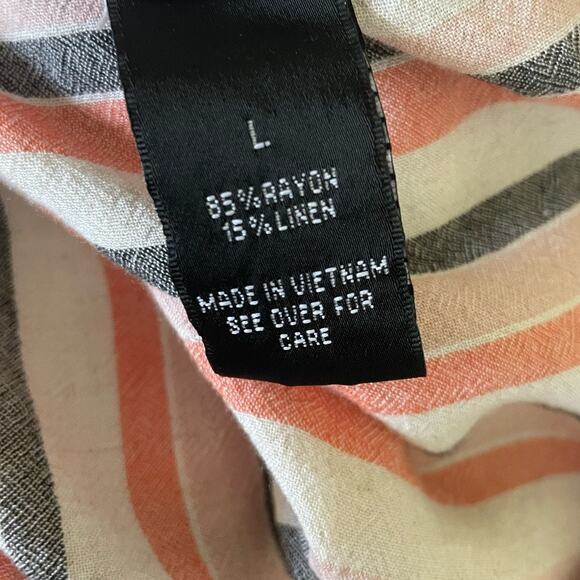 L
85%RAYON
15%LINEN
MADE IN VIETNAM
SEE OVER FOR
CARE